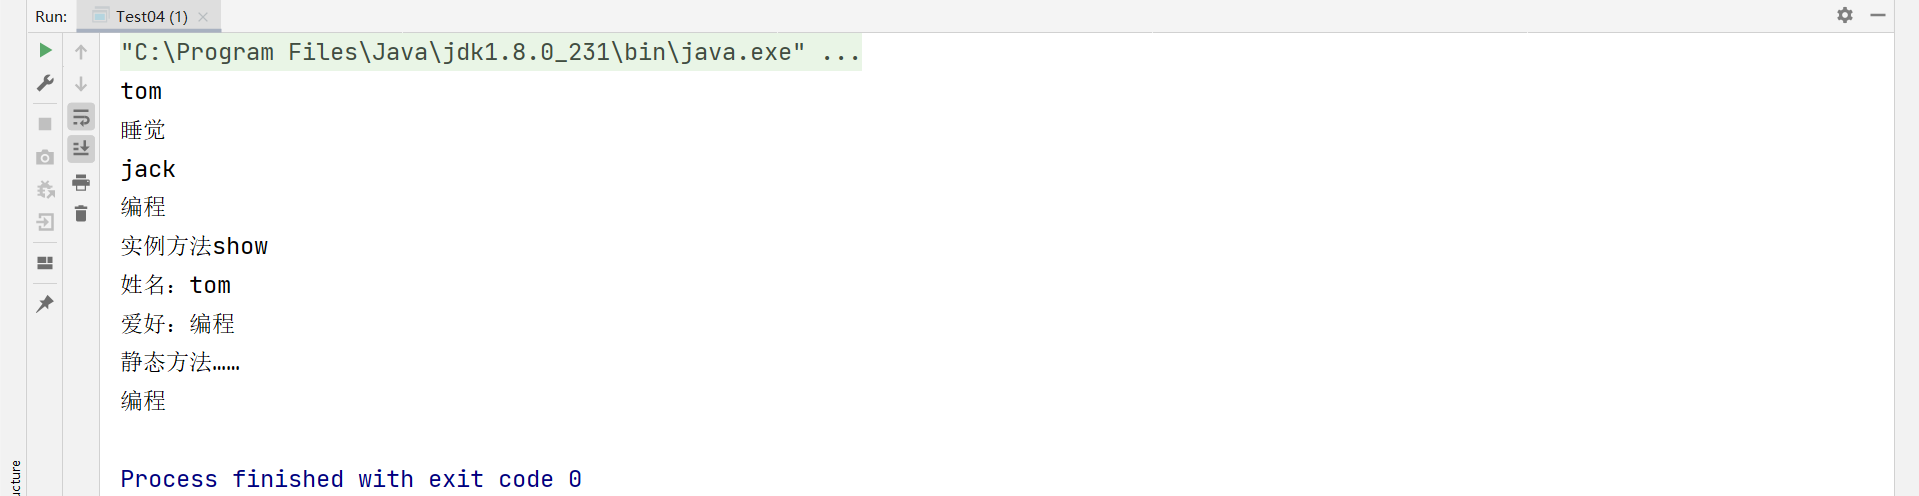 Run: Test04 (1)
"C:\Program Files\Java\jdk1.8.0_231\bin\java.exe" ...
tom
睡觉
jack
编程
实例方法show
姓名：tom
爱好：编程
静态方法……
编程
Process finished with exit code 0
ucture